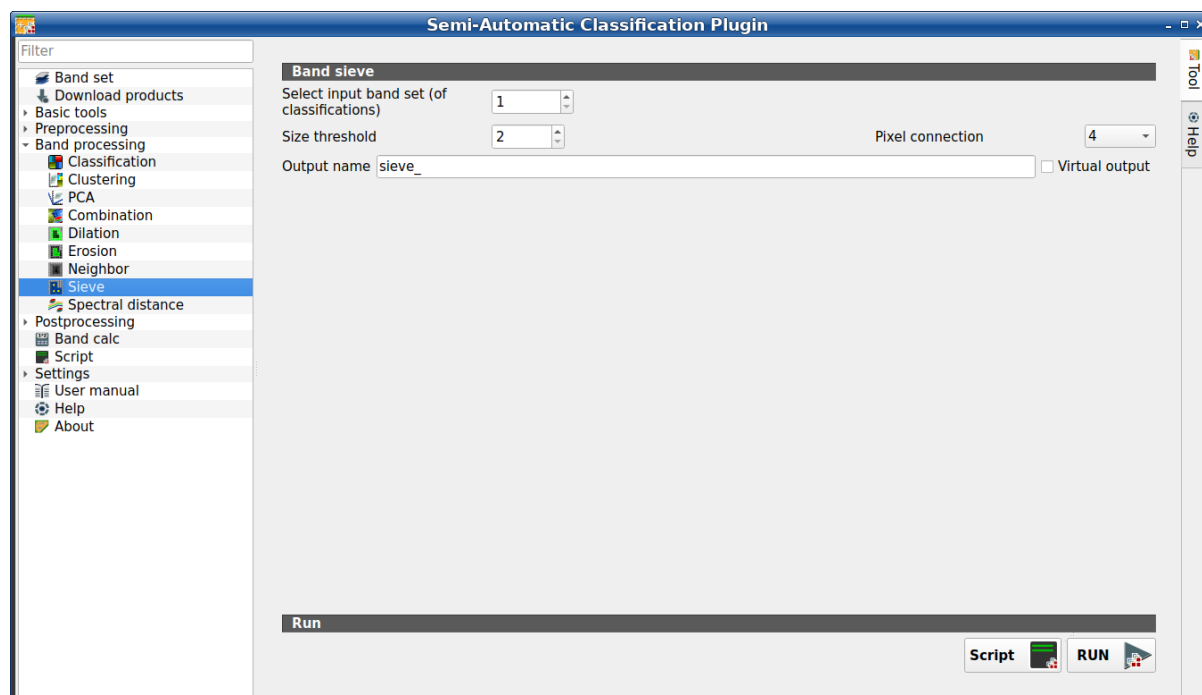 Semi-Automatic Classification Plugin
Filter
Band set
Download products
Basic tools
Preprocessing
Band processing
Classification
Clustering
PCA
Combination
Dilation
Erosion
Neighbor
Sieve
Spectral distance
Postprocessing
Band calc
Script
Settings
User manual
Help
About
Band sieve
Select input band set (of
classifications)
1
Size threshold
2
Pixel connection
4
Output name
sieve_
Virtual output
Run
Script
RUN
Tool
Help